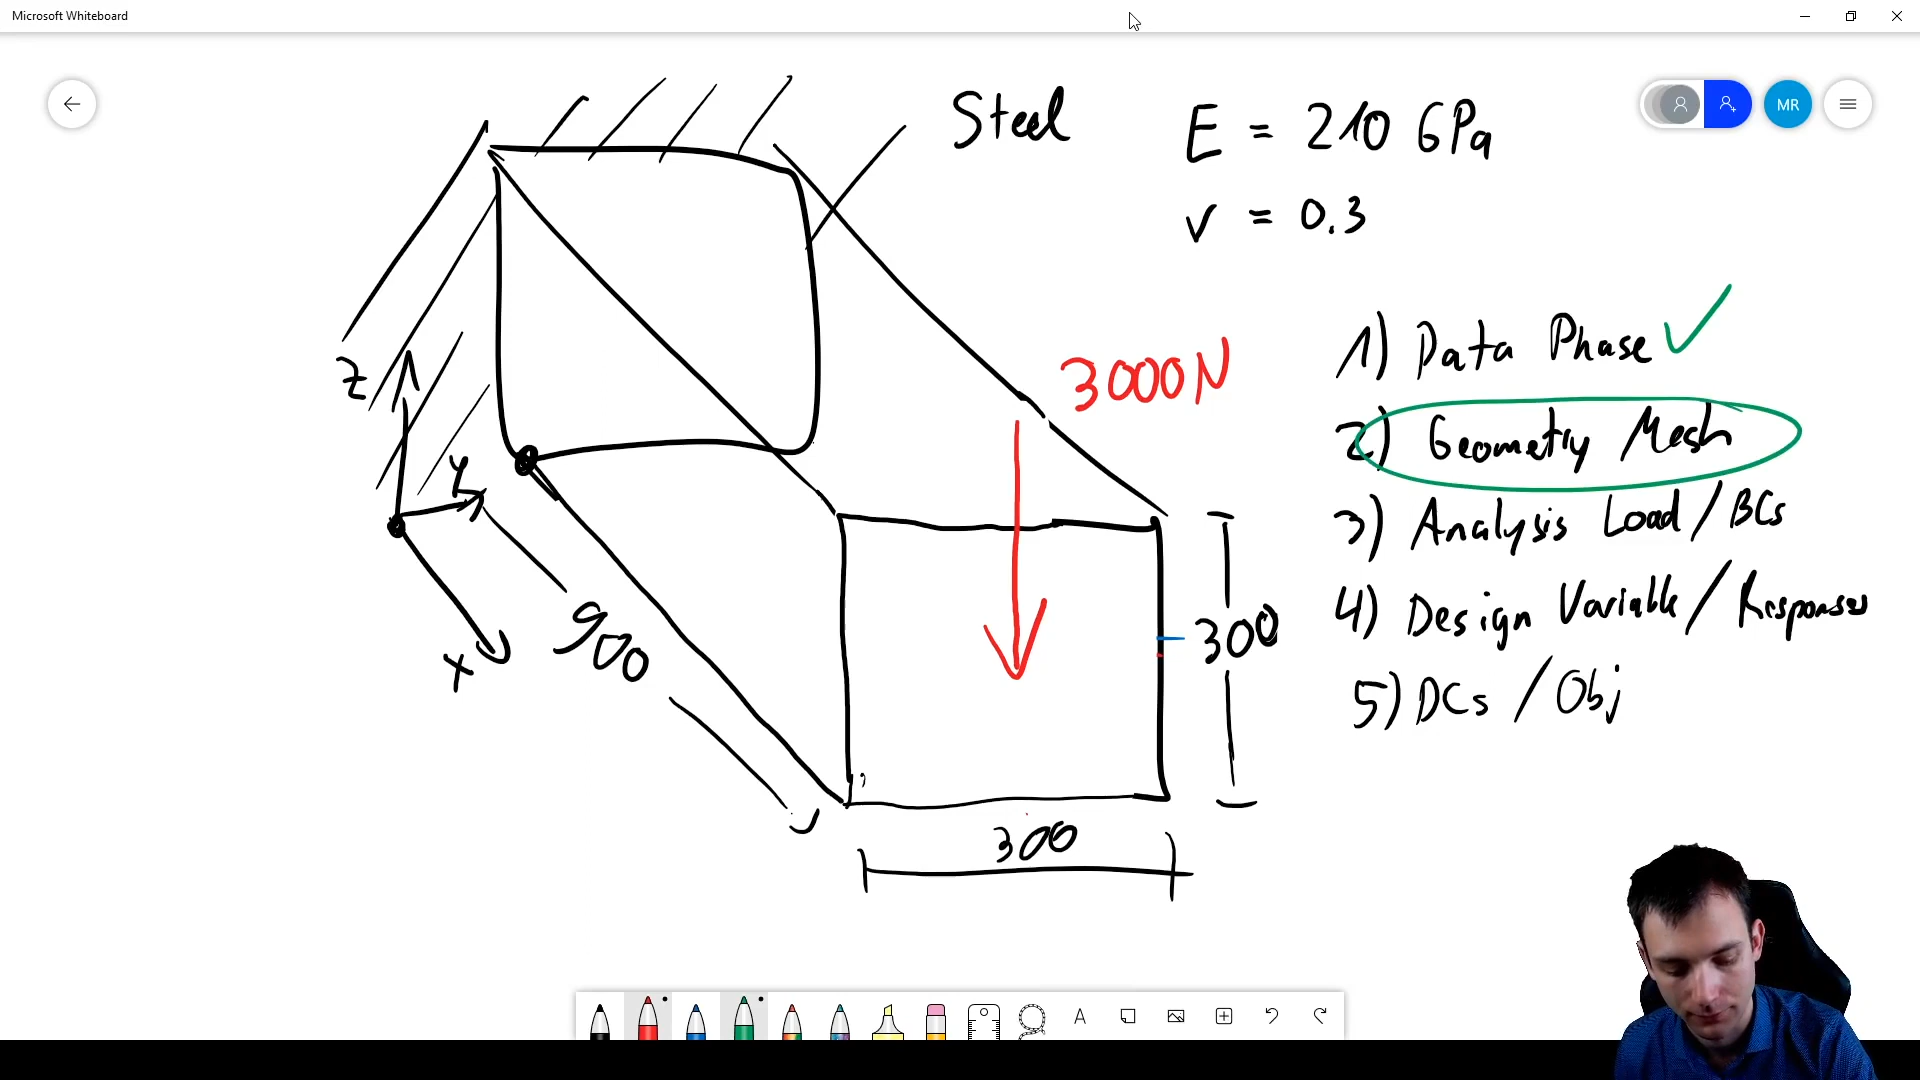 Microsoft Whiteboard
MR
Steel
E = 210 GPa
ν = 0.3
3000N
1) Data Phase
2) Geometry Mesh
3) Analysis Load/BCs
4) Design Variable/Responses
5) DCs / Obj
z
y
x
900
300
300
A